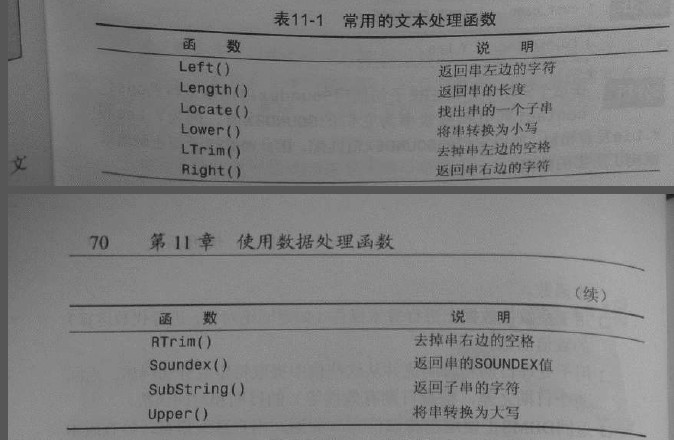 表11-1 常用的文本处理函数
函 数 说 明
Left() 返回串左边的字符
Length() 返回串的长度
Locate() 找出串的一个子串
Lower() 将串转换为小写
LTrim() 去掉串左边的空格
Right() 返回串右边的字符
文
70 第 11 章 使用数据处理函数
（续）
函 数 说 明
RTrim() 去掉串右边的空格
Soundex() 返回串的SOUNDEX值
SubString() 返回子串的字符
Upper() 将串转换为大写